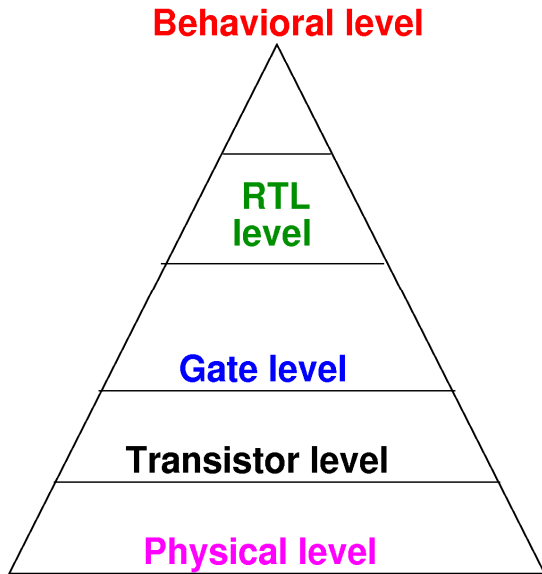 Behavioral level
RTL
level
Gate level
Transistor level
Physical level